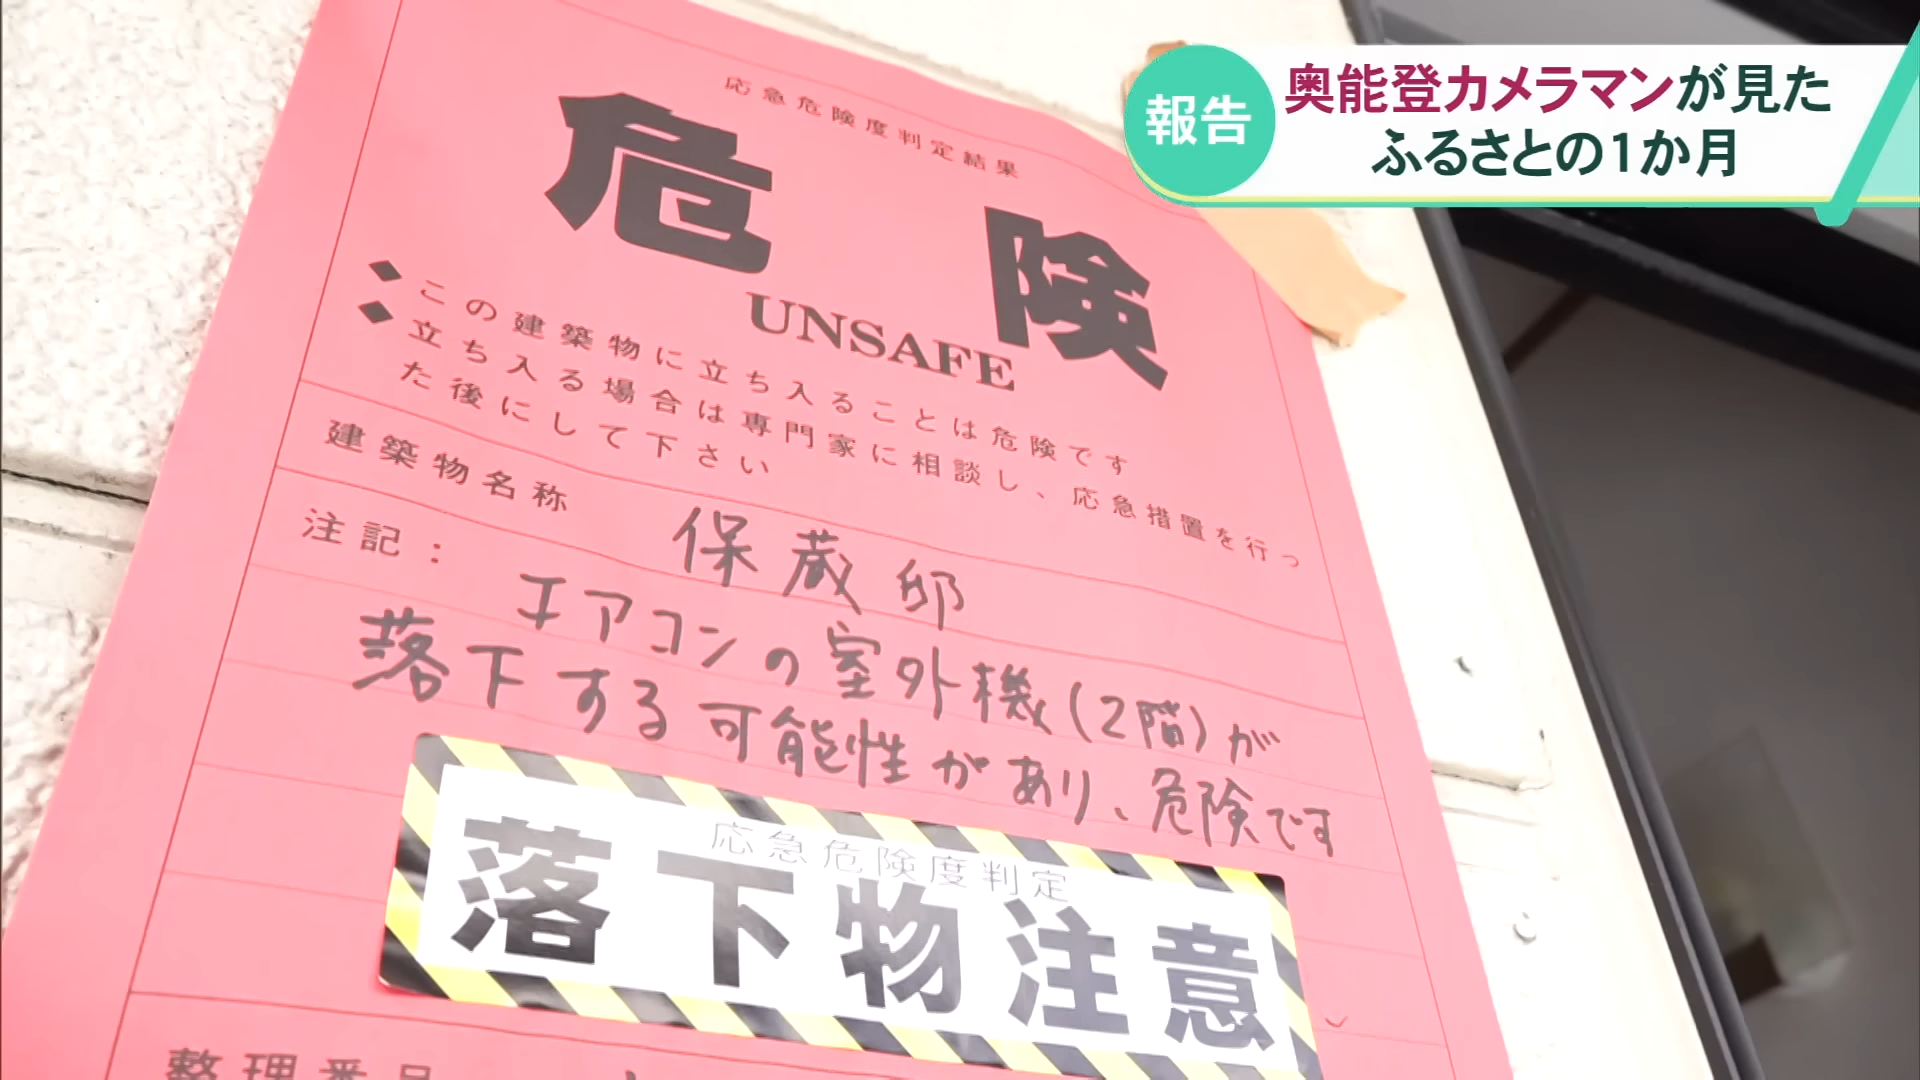 報告
奥能登カメラマンが見た
ふるさとの1か月
応急危険度判定結果
危険
UNSAFE
◆この建築物に立ち入ることは危険です
◆立ち入る場合は専門家に相談し、応急措置を行っ
た後にして下さい
建築物名称 保蔵邸
注記: エアコンの室外機(2階)が
落下する可能性があり、危険です
応急危険度判定
落下物注意
整理番号